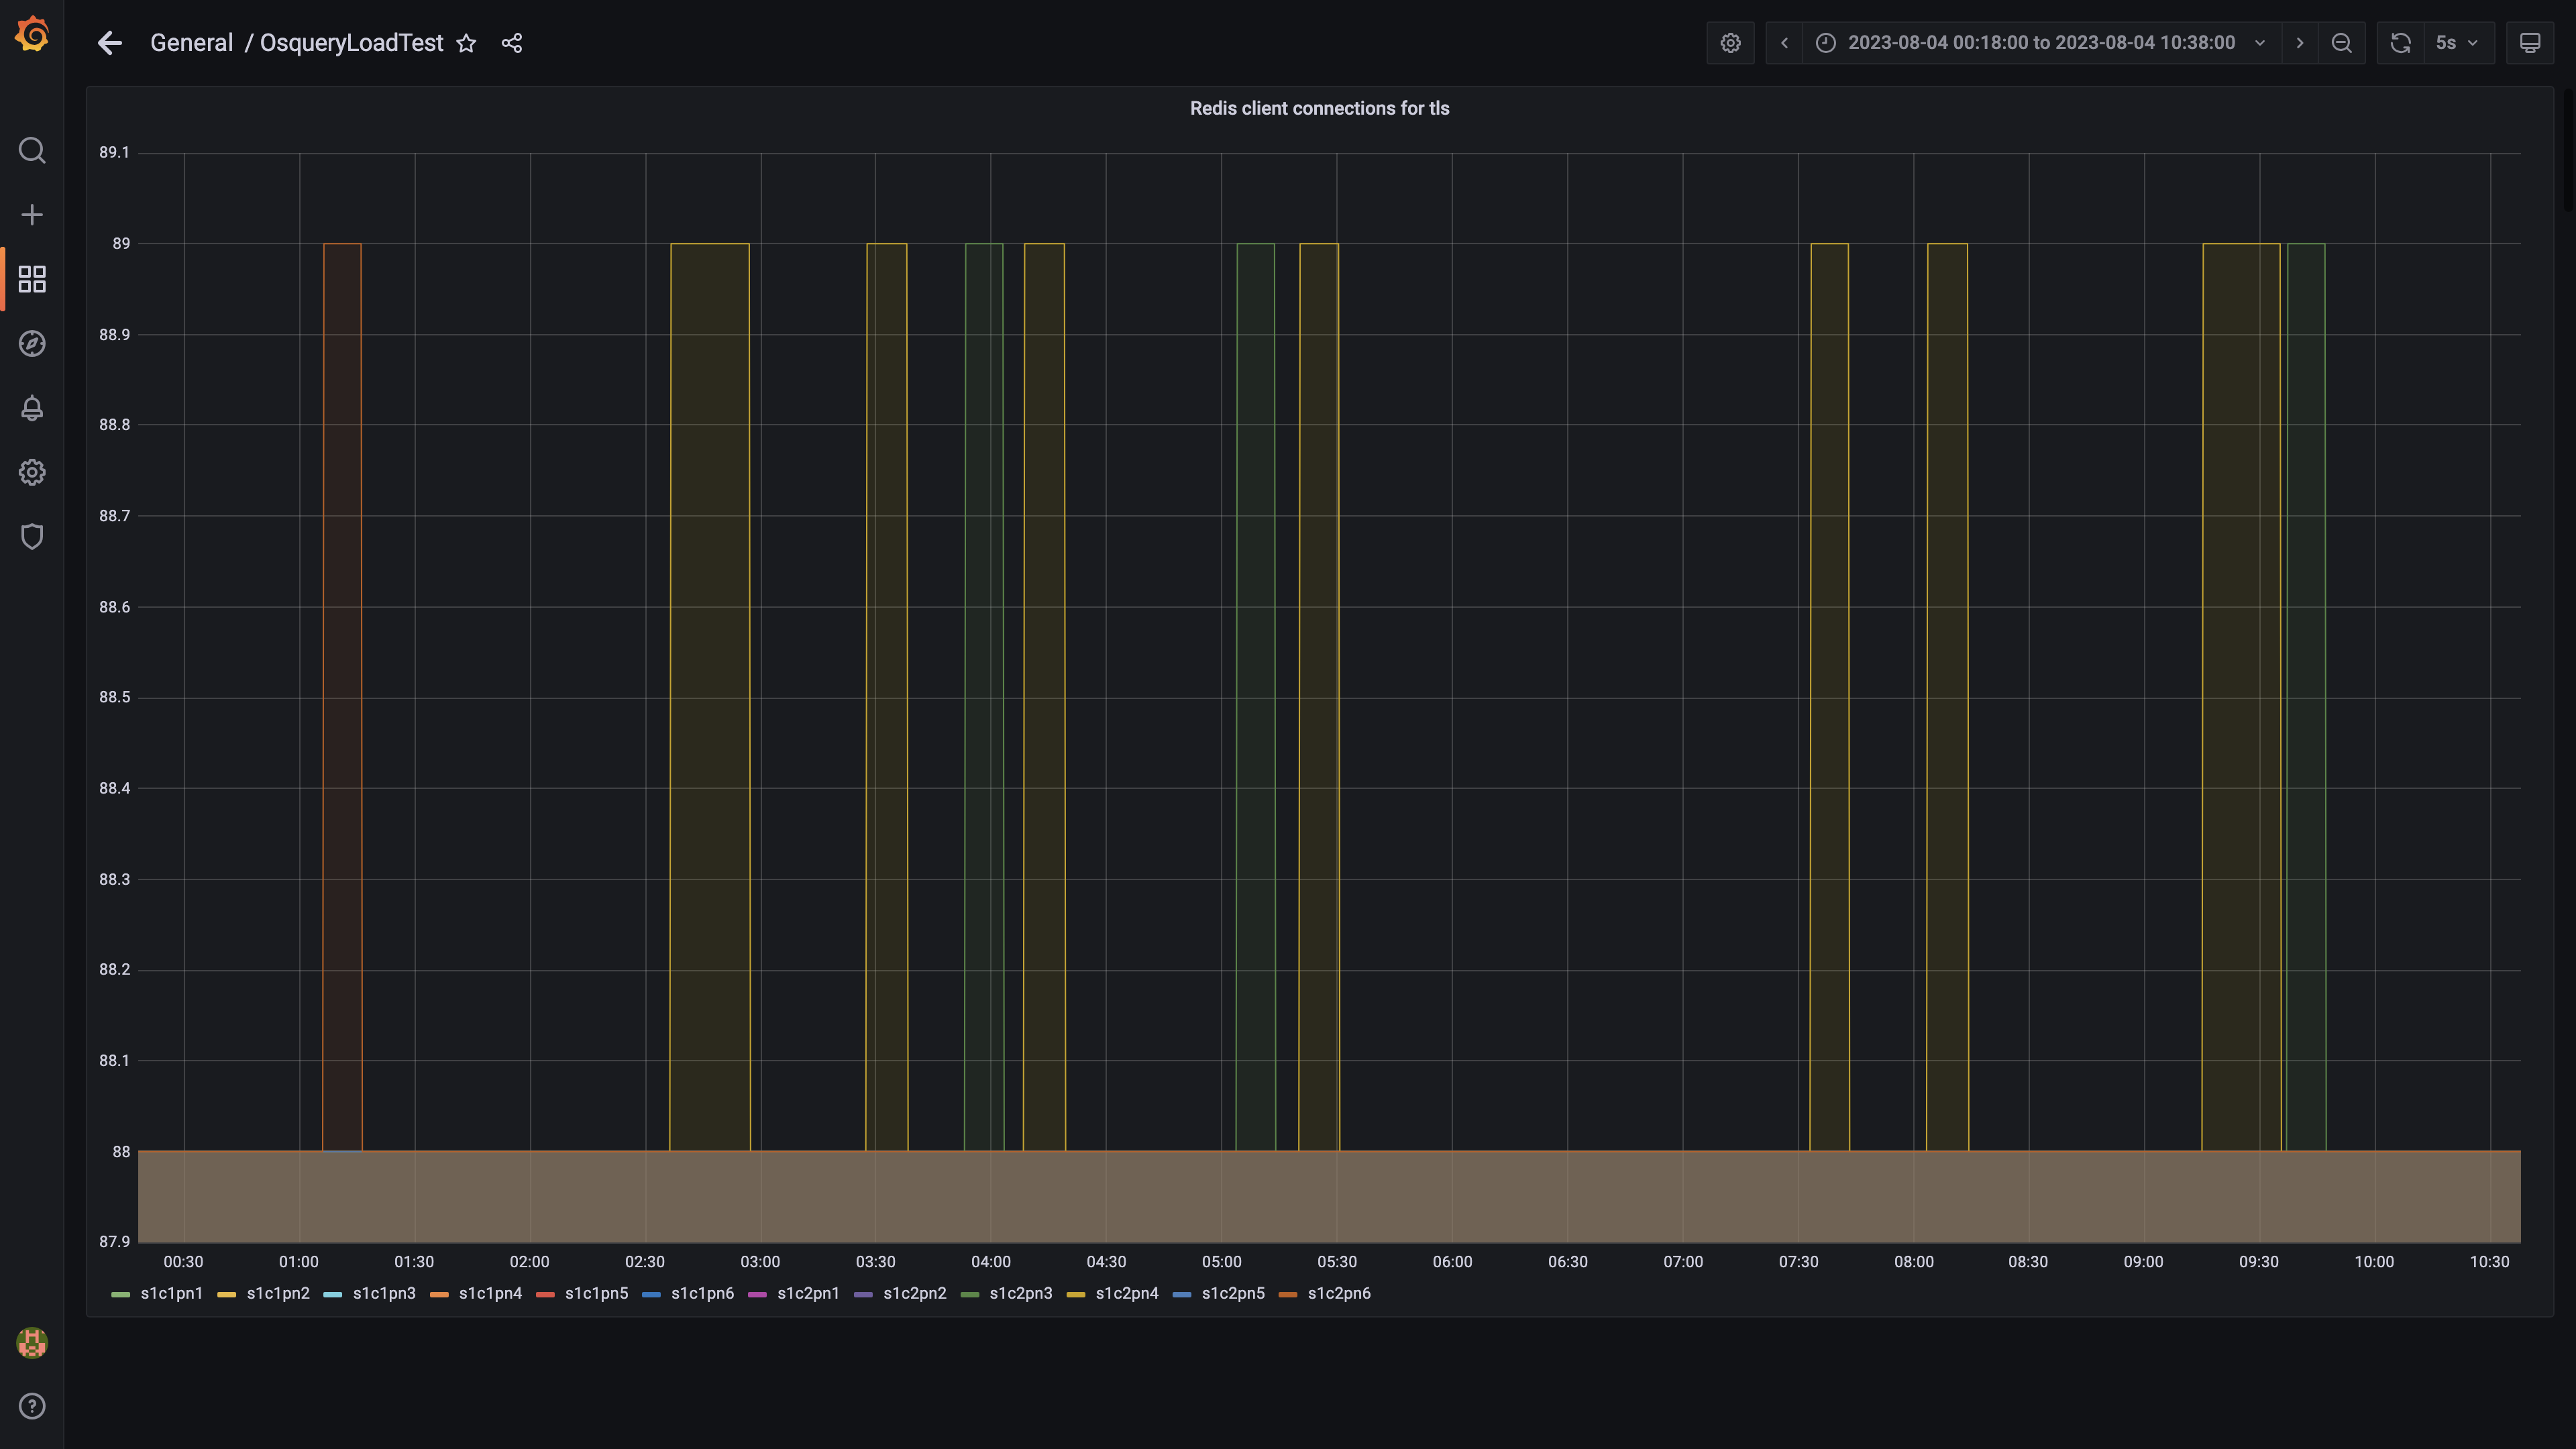 General / OsqueryLoadTest
2023-08-04 00:18:00 to 2023-08-04 10:38:00
5s
Redis client connections for tls
89.1
89
88.9
88.8
88.7
88.6
88.5
88.4
88.3
88.2
88.1
88
87.9
00:30 01:00 01:30 02:00 02:30 03:00 03:30 04:00 04:30 05:00 05:30 06:00 06:30 07:00 07:30 08:00 08:30 09:00 09:30 10:00 10:30
s1c1pn1 s1c1pn2 s1c1pn3 s1c1pn4 s1c1pn5 s1c1pn6 s1c2pn1 s1c2pn2 s1c2pn3 s1c2pn4 s1c2pn5 s1c2pn6